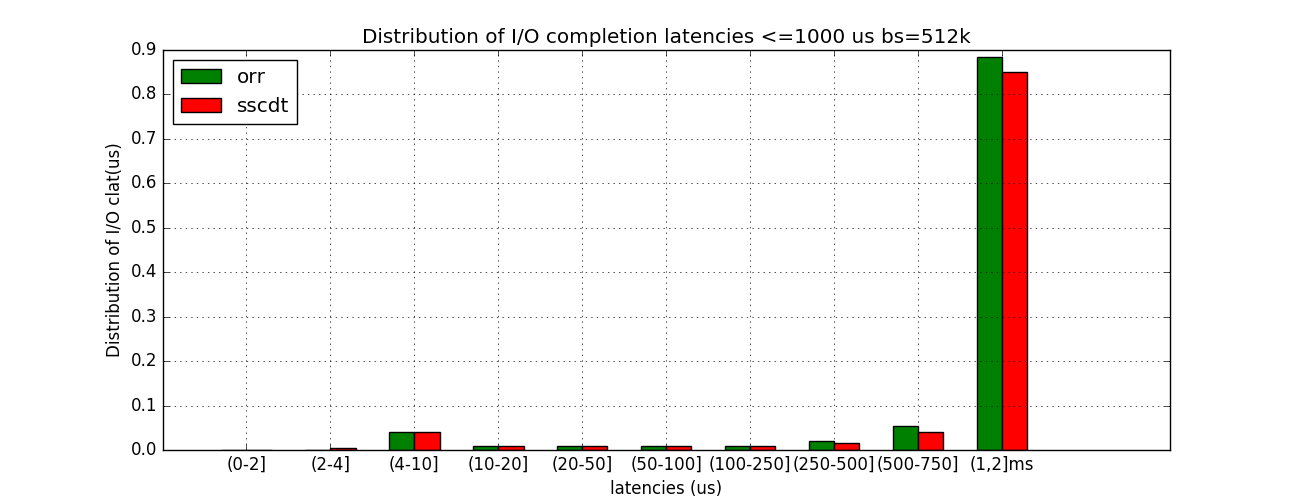 Distribution of I/O completion latencies <=1000 us bs=512k
orr
sscdt
Distribution of I/O clat(us)
0.9
0.8
0.7
0.6
0.5
0.4
0.3
0.2
0.1
0.0
(0-2] (2-4] (4-10] (10-20] (20-50] (50-100] (100-250] (250-500] (500-750] (1,2]ms
latencies (us)